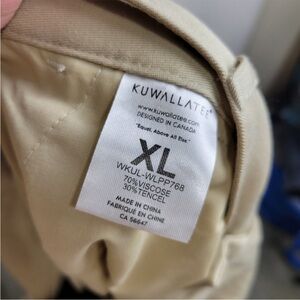 KUWALLATEE
www.kuwallatee.com
DESIGNED IN CANADA
"Equal, Above All Else"
XL
WKUL-WLPP768
70%VISCOSE
30%TENCEL
MADE IN CHINA
FABRIQUÉ EN CHINE
CA 56647